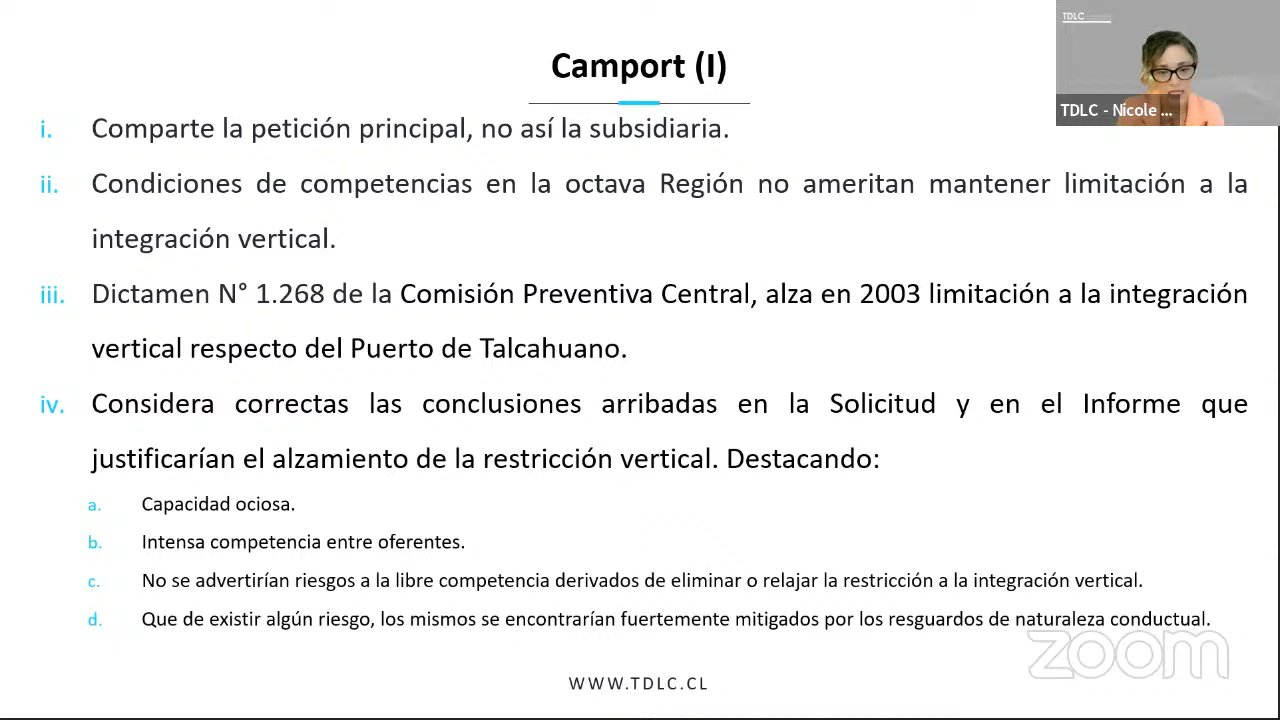 TDLC
Camport (I)
TDLC - Nicole ...
i. Comparte la petición principal, no así la subsidiaria.
ii. Condiciones de competencias en la octava Región no ameritan mantener limitación a la
integración vertical.
iii. Dictamen N° 1.268 de la Comisión Preventiva Central, alza en 2003 limitación a la integración
vertical respecto del Puerto de Talcahuano.
iv. Considera correctas las conclusiones arribadas en la Solicitud y en el Informe que
justificarían el alzamiento de la restricción vertical. Destacando:
a. Capacidad ociosa.
b. Intensa competencia entre oferentes.
c. No se advertirían riesgos a la libre competencia derivados de eliminar o relajar la restricción a la integración vertical.
d. Que de existir algún riesgo, los mismos se encontrarían fuertemente mitigados por los resguardos de naturaleza conductual.
zoom
WWW.TDLC.CL